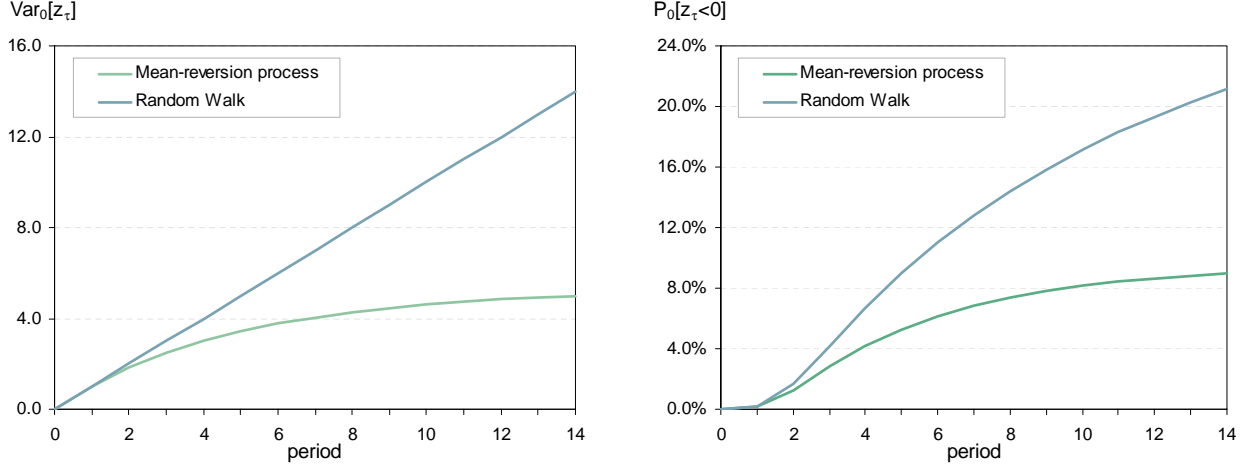 Var₀[z_τ]
16.0
12.0
8.0
4.0
0.0
Mean-reversion process
Random Walk
0 2 4 6 8 10 12 14
period
P₀[z_τ<0]
24.0%
20.0%
16.0%
12.0%
8.0%
4.0%
0.0%
Mean-reversion process
Random Walk
0 2 4 6 8 10 12 14
period